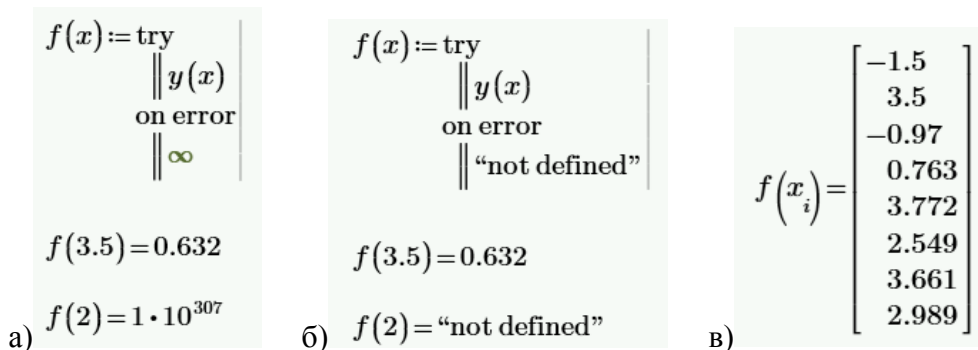 f(x):=try
‖ y(x)
on error
‖ ∞
f(3.5)=0.632
а) f(2)=1•10^307
f(x):=try
‖ y(x)
on error
‖ “not defined”
f(3.5)=0.632
б) f(2)=“not defined”
−1.5
3.5
−0.97
0.763
f(x_i)=
3.772
2.549
3.661
2.989
в)